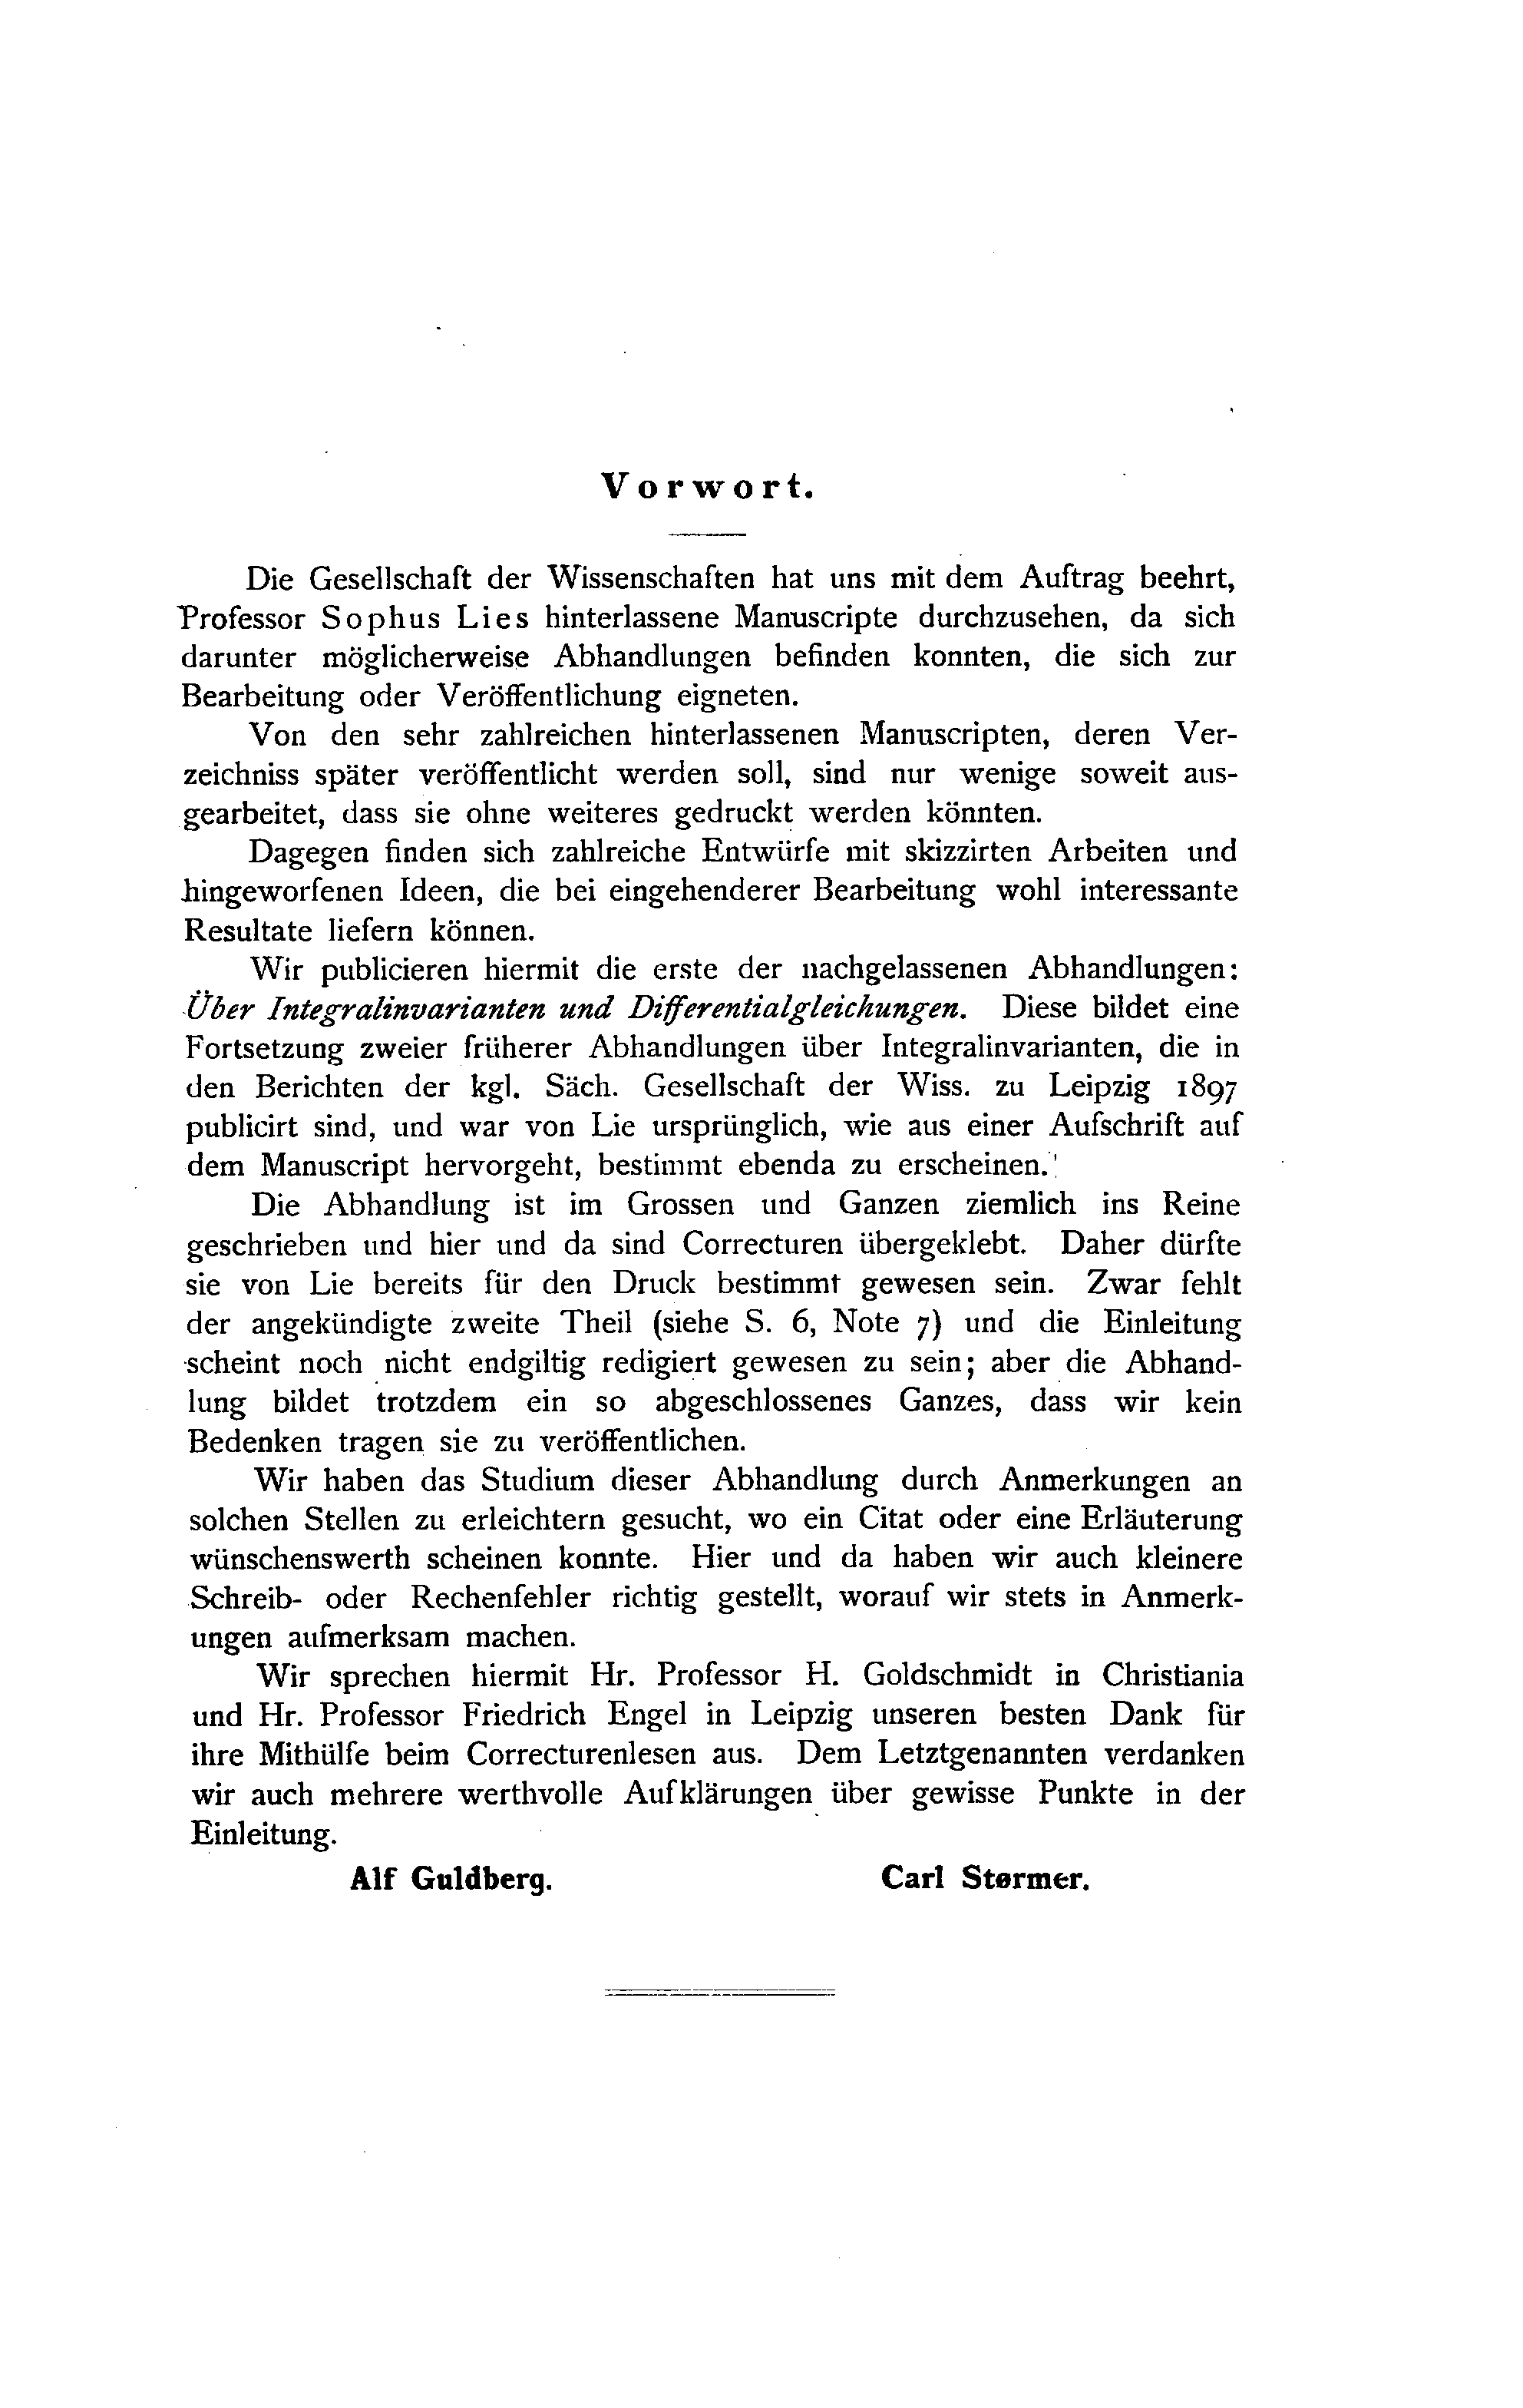 Vorwort.
Die Gesellschaft der Wissenschaften hat uns mit dem Auftrag beehrt,
Professor Sophus Lies hinterlassene Manuscripte durchzusehen, da sich
darunter möglicherweise Abhandlungen befinden konnten, die sich zur
Bearbeitung oder Veröffentlichung eigneten.
Von den sehr zahlreichen hinterlassenen Manuscripten, deren Ver-
zeichniss später veröffentlicht werden soll, sind nur wenige soweit aus-
gearbeitet, dass sie ohne weiteres gedruckt werden könnten.
Dagegen finden sich zahlreiche Entwürfe mit skizzirten Arbeiten und
hingeworfenen Ideen, die bei eingehenderer Bearbeitung wohl interessante
Resultate liefern können.
Wir publicieren hiermit die erste der nachgelassenen Abhandlungen:
Über Integralinvarianten und Differentialgleichungen. Diese bildet eine
Fortsetzung zweier früherer Abhandlungen über Integralinvarianten, die in
den Berichten der kgl. Säch. Gesellschaft der Wiss. zu Leipzig 1897
publicirt sind, und war von Lie ursprünglich, wie aus einer Aufschrift auf
dem Manuscript hervorgeht, bestimmt ebenda zu erscheinen.
Die Abhandlung ist im Grossen und Ganzen ziemlich ins Reine
geschrieben und hier und da sind Correcturen übergeklebt. Daher dürfte
sie von Lie bereits für den Druck bestimmt gewesen sein. Zwar fehlt
der angekündigte zweite Theil (siehe S. 6, Note 7) und die Einleitung
scheint noch nicht endgiltig redigiert gewesen zu sein; aber die Abhand-
lung bildet trotzdem ein so abgeschlossenes Ganzes, dass wir kein
Bedenken tragen sie zu veröffentlichen.
Wir haben das Studium dieser Abhandlung durch Anmerkungen an
solchen Stellen zu erleichtern gesucht, wo ein Citat oder eine Erläuterung
wünschenswerth scheinen konnte. Hier und da haben wir auch kleinere
Schreib- oder Rechenfehler richtig gestellt, worauf wir stets in Anmerk-
ungen aufmerksam machen.
Wir sprechen hiermit Hr. Professor H. Goldschmidt in Christiania
und Hr. Professor Friedrich Engel in Leipzig unseren besten Dank für
ihre Mithülfe beim Correcturenlesen aus. Dem Letztgenannten verdanken
wir auch mehrere werthvolle Aufklärungen über gewisse Punkte in der
Einleitung.
Alf Guldberg. Carl Størmer.